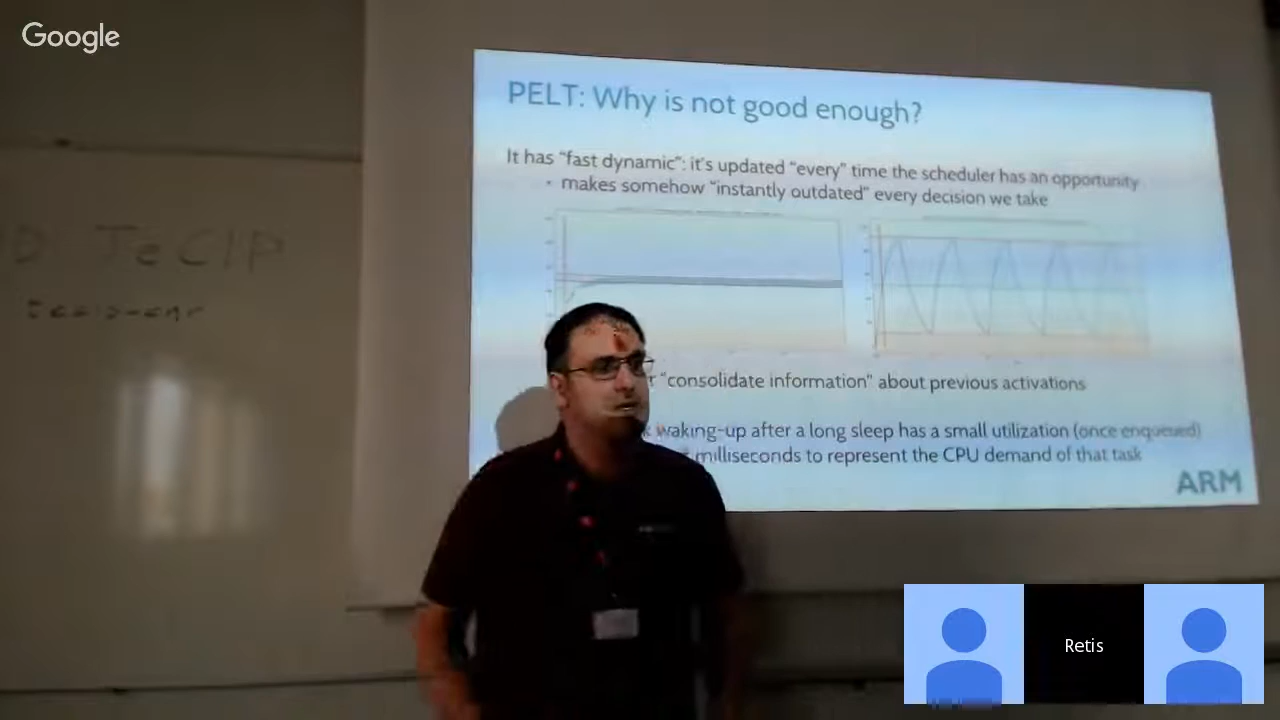 Google
PELT: Why is not good enough?
It has "fast dynamic": it's updated "every" time the scheduler has an opportunity
• makes somehow "instantly outdated" every decision we take
"consolidate information" about previous activations
waking-up after a long sleep has a small utilization (once enqueued)
milliseconds to represent the CPU demand of that task
ARM
TeCIP
Retis